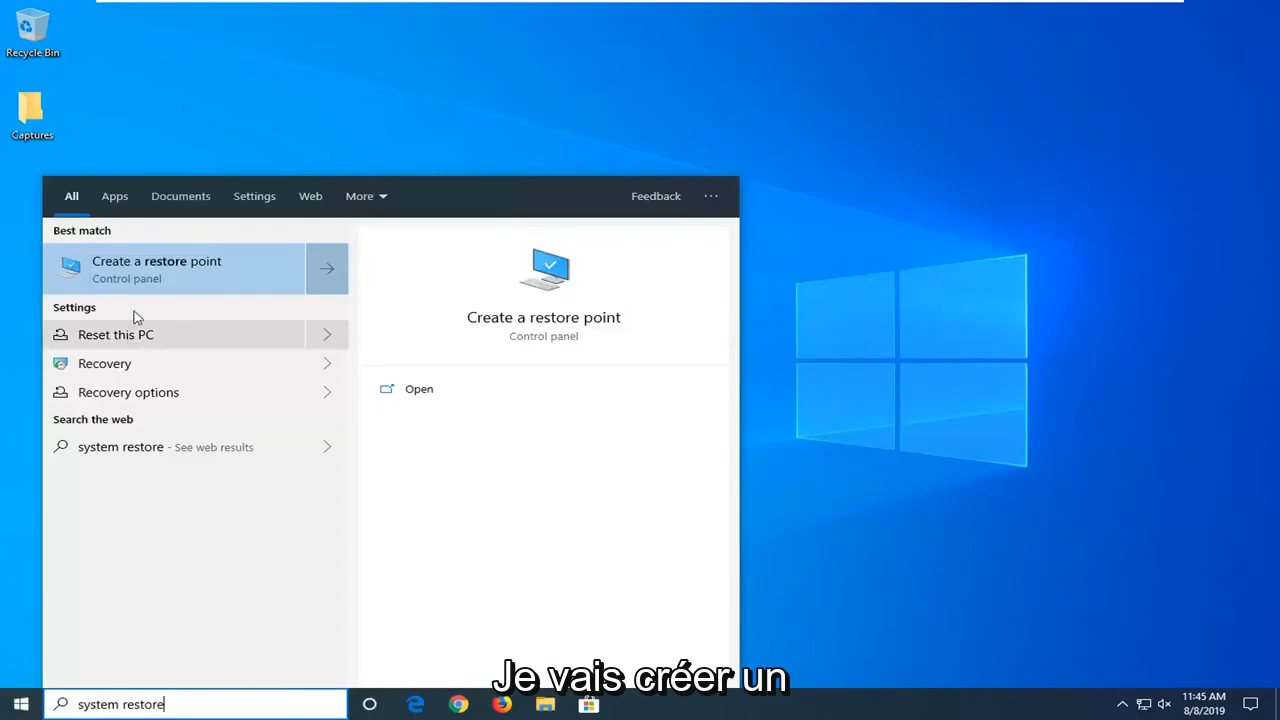 Recycle Bin
Captures
All Apps Documents Settings Web More Feedback ...
Best match
Create a restore point
Control panel
Settings
Reset this PC
Recovery
Recovery options
Search the web
system restore - See web results
Create a restore point
Control panel
Open
Je vais créer un
system restore
11:45 AM
8/8/2019